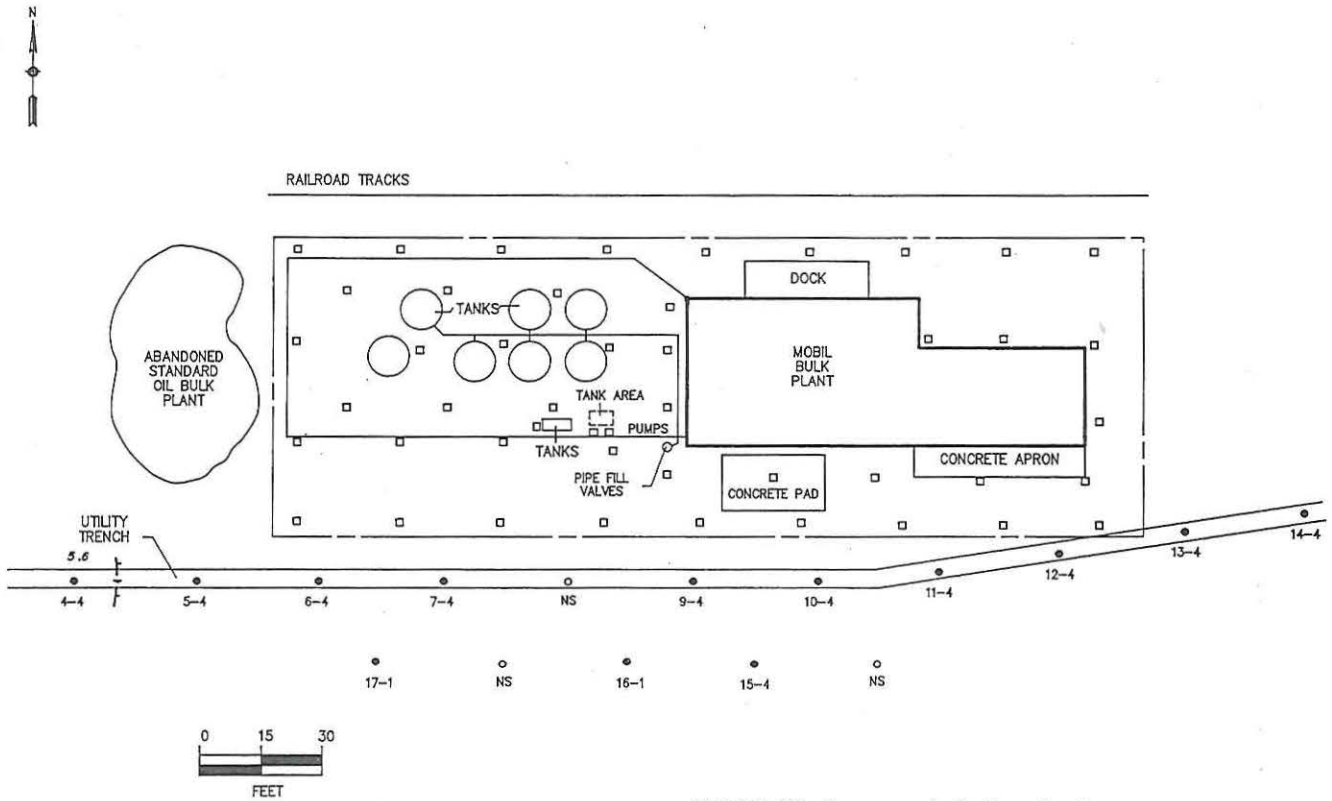 N
RAILROAD TRACKS
DOCK
TANKS
MOBIL
BULK
PLANT
ABANDONED
STANDARD
OIL BULK
PLANT
TANK AREA
PUMPS
TANKS
PIPE FILL
VALVES
CONCRETE APRON
CONCRETE PAD
UTILITY
TRENCH
5.6
4-4
5-4
6-4
7-4
NS
9-4
10-4
11-4
12-4
13-4
14-4
17-1
NS
16-1
15-4
NS
0 15 30
FEET